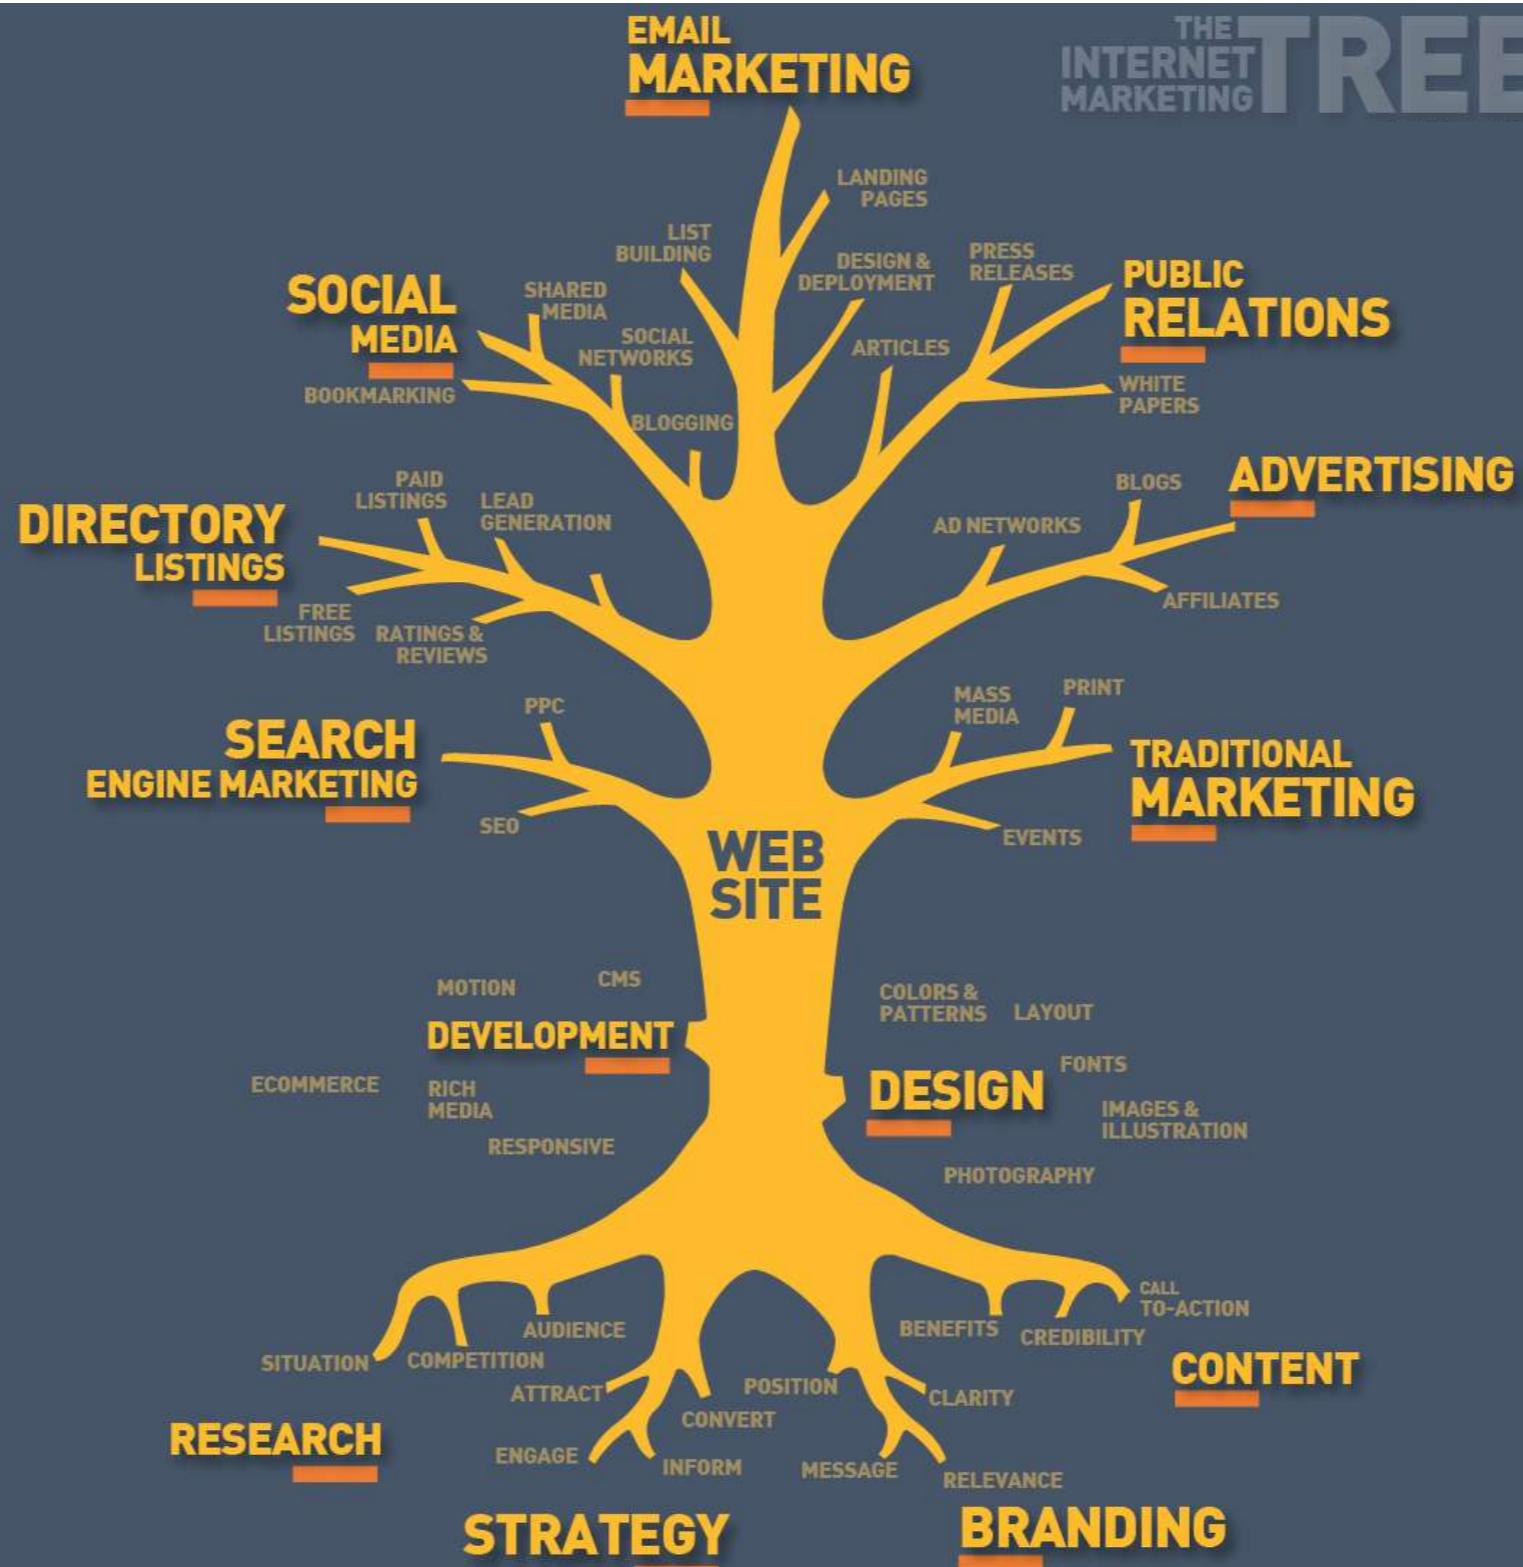 EMAIL
MARKETING
THE
INTERNET
MARKETING
TREE
LANDING
PAGES
LIST
BUILDING
DESIGN &
DEPLOYMENT
PRESS
RELEASES
PUBLIC
RELATIONS
SOCIAL
MEDIA
SHARED
MEDIA
SOCIAL
NETWORKS
ARTICLES
BOOKMARKING
WHITE
PAPERS
BLOGGING
ADVERTISING
PAID
LISTINGS
LEAD
GENERATION
BLOGS
DIRECTORY
LISTINGS
AD NETWORKS
AFFILIATES
FREE
LISTINGS
RATINGS &
REVIEWS
PPC
MASS
MEDIA
PRINT
SEARCH
ENGINE MARKETING
TRADITIONAL
MARKETING
SEO
EVENTS
WEB
SITE
MOTION
CMS
COLORS &
PATTERNS
LAYOUT
DEVELOPMENT
FONTS
ECOMMERCE
RICH
MEDIA
DESIGN
IMAGES &
ILLUSTRATION
RESPONSIVE
PHOTOGRAPHY
CALL
TO-ACTION
AUDIENCE
BENEFITS
CREDIBILITY
SITUATION
COMPETITION
CONTENT
ATTRACT
POSITION
CLARITY
CONVERT
RESEARCH
ENGAGE
INFORM
MESSAGE
RELEVANCE
STRATEGY
BRANDING